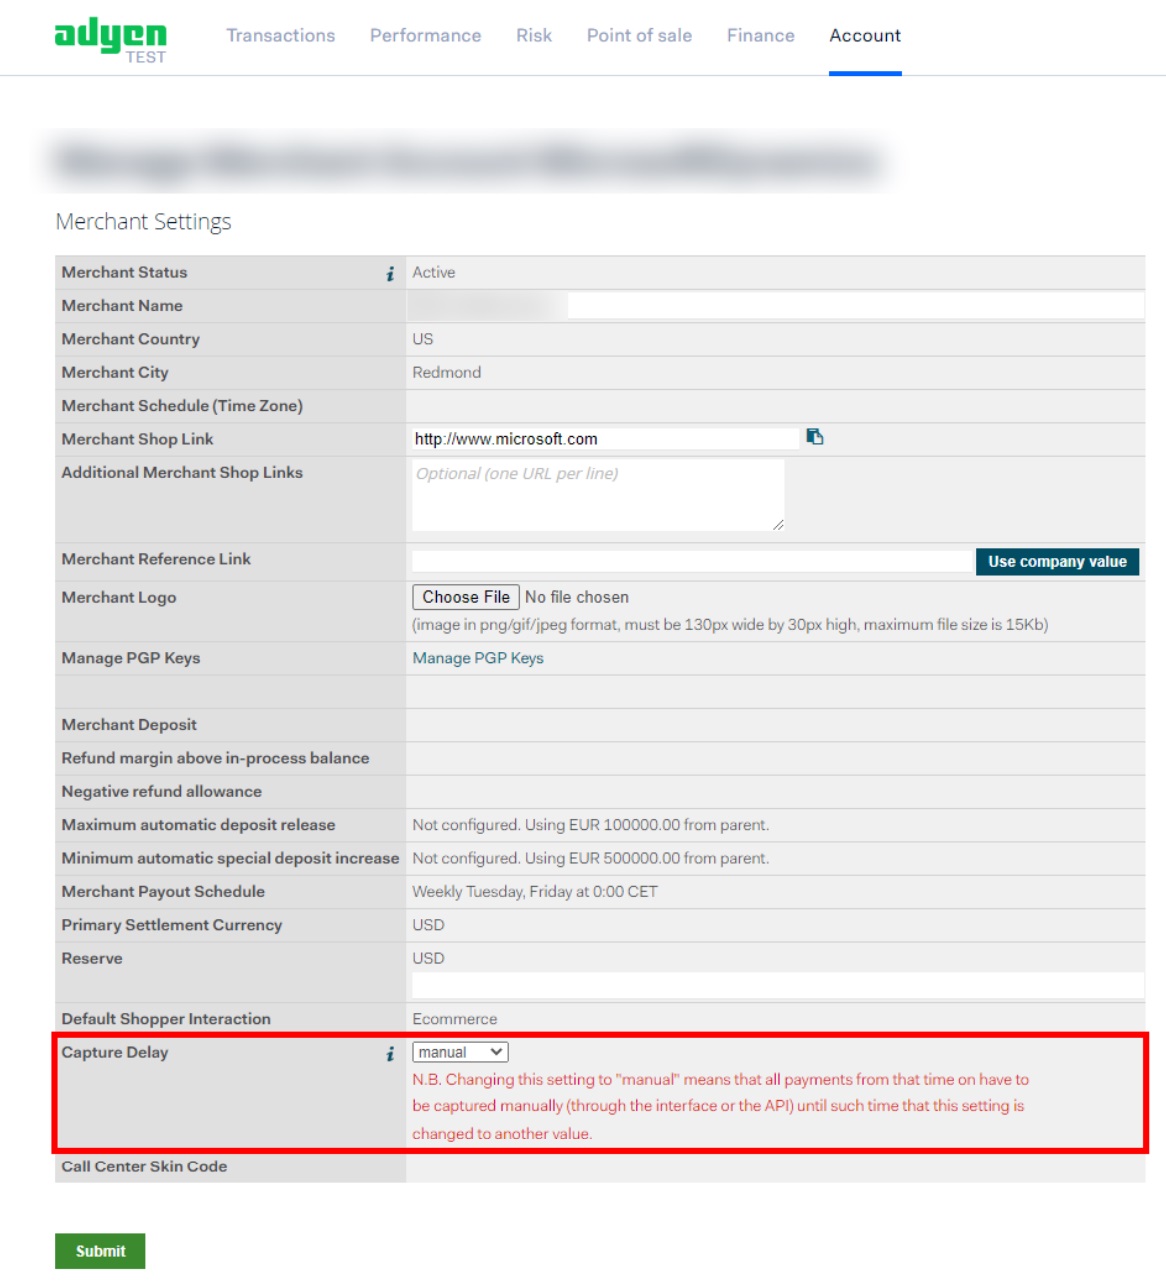 adyen
TEST
Transactions Performance Risk Point of sale Finance Account
Merchant Settings
Merchant Status i Active
Merchant Name
Merchant Country US
Merchant City Redmond
Merchant Schedule (Time Zone)
Merchant Shop Link http://www.microsoft.com
Additional Merchant Shop Links Optional (one URL per line)
Merchant Reference Link Use company value
Merchant Logo Choose File No file chosen
(image in png/gif/jpeg format, must be 130px wide by 30px high, maximum file size is 15Kb)
Manage PGP Keys Manage PGP Keys
Merchant Deposit
Refund margin above in-process balance
Negative refund allowance
Maximum automatic deposit release Not configured. Using EUR 100000.00 from parent.
Minimum automatic special deposit increase Not configured. Using EUR 500000.00 from parent.
Merchant Payout Schedule Weekly Tuesday, Friday at 0:00 CET
Primary Settlement Currency USD
Reserve USD
Default Shopper Interaction Ecommerce
Capture Delay i manual
N.B. Changing this setting to "manual" means that all payments from that time on have to
be captured manually (through the interface or the API) until such time that this setting is
changed to another value.
Call Center Skin Code
Submit